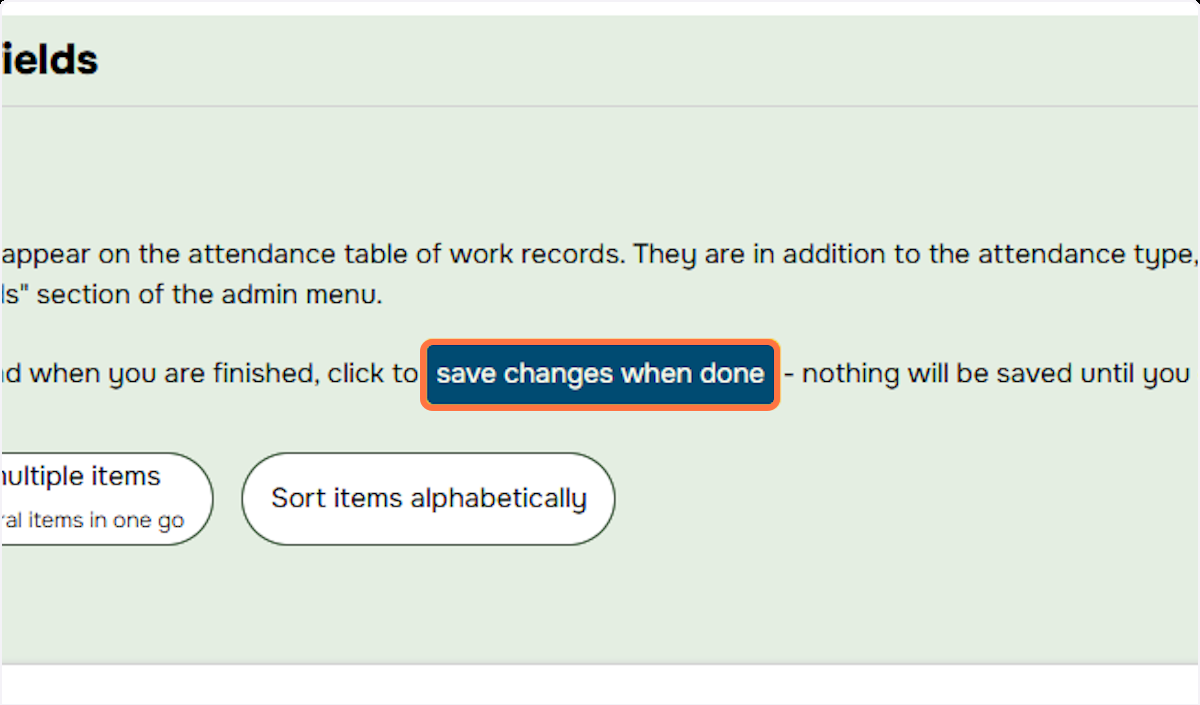 ields
appear on the attendance table of work records. They are in addition to the attendance type,
ls" section of the admin menu.
d when you are finished, click to save changes when done - nothing will be saved until you
ultiple items
al items in one go
Sort items alphabetically